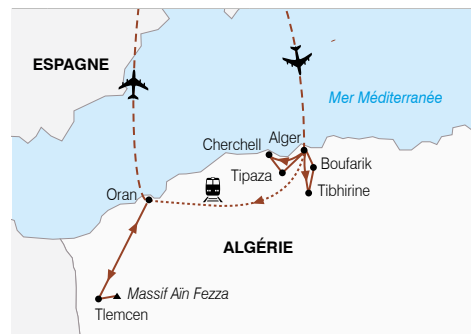 ESPAGNE
Mer Méditerranée
Alger
Cherchell
Boufarik
Tipaza
Tibhirine
Oran
ALGÉRIE
Massif Aïn Fezza
Tlemcen